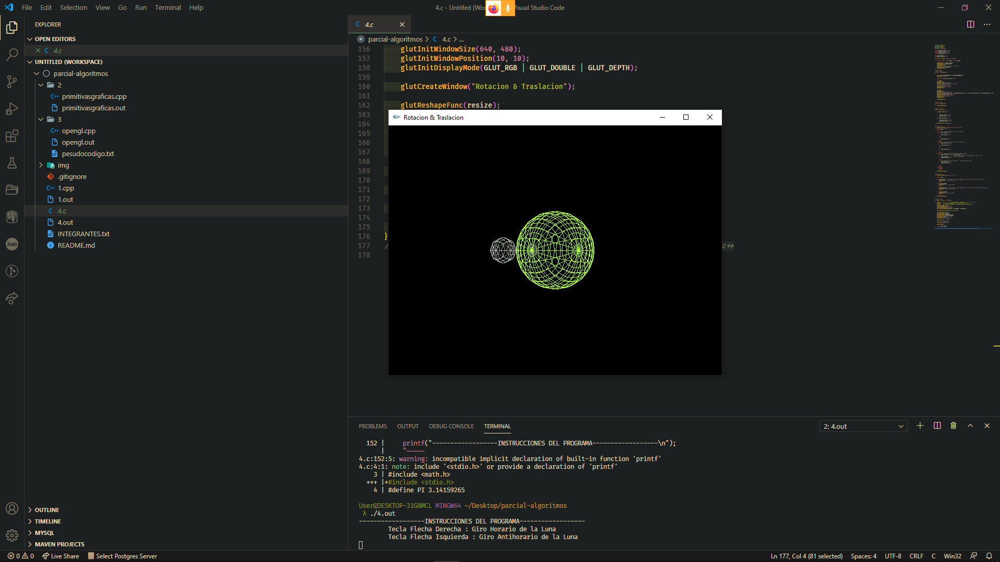 File Edit Selection View Go Run Terminal Help
4.c - Untitled (Wor
isual Studio Code
EXPLORER
OPEN EDITORS
4.c
UNTITLED (WORKSPACE)
parcial-algoritmos
2
primitivasgraficas.cpp
primitivasgraficas.out
3
opengl.cpp
opengl.out
pesudocodigo.txt
img
.gitignore
1.cpp
1.out
4.c
4.out
INTEGRANTES.txt
README.md
OUTLINE
TIMELINE
MYSQL
MAVEN PROJECTS
Json
4.c
parcial-algoritmos > 4.c > ...
156 glutInitWindowSize(640, 480);
157 glutInitWindowPosition(10, 10);
158 glutInitDisplayMode(GLUT_RGB | GLUT_DOUBLE | GLUT_DEPTH);
159
160 glutCreateWindow("Rotacion & Traslacion");
161
162 glutReshapeFunc(resize);
163
164
165
166
167
168
169
170
171
172
173
174
175
176 }
177 / c++
178
Rotacion & Traslacion
PROBLEMS OUTPUT DEBUG CONSOLE TERMINAL
2: 4.out
152 | printf("------------------INSTRUCCIONES DEL PROGRAMA------------------\n");
| ^~~~~~
4.c:152:5: warning: incompatible implicit declaration of built-in function 'printf'
4.c:4:1: note: include '<stdio.h>' or provide a declaration of 'printf'
3 | #include <math.h>
+++ |+#include <stdio.h>
4 | #define PI 3.14159265
User@DESKTOP-31G8MCL MINGW64 ~/Desktop/parcial-algoritmos
λ ./4.out
------------------INSTRUCCIONES DEL PROGRAMA------------------
Tecla Flecha Derecha : Giro Horario de la Luna
Tecla Flecha Isquierda : Giro Antihorario de la Luna
0 0 Live Share Select Postgres Server
Ln 177, Col 4 (81 selected) Spaces: 4 UTF-8 CRLF C Win32